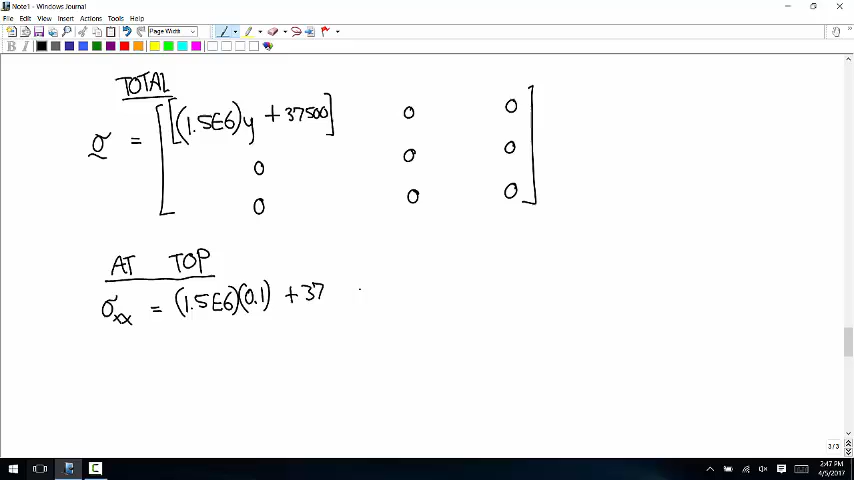 Note1 - Windows Journal
File Edit View Insert Actions Tools Help
Page Width
B I
TOTAL
σ = [ [(1.5E6)y + 37500] 0 0
0 0 0
0 0 0 ]
AT TOP
σxx = (1.5E6)(0.1) + 37
3/3
2:47 PM
4/5/2017